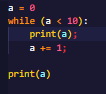 a = 0
while (a < 10):
    print(a);
    a += 1;
print(a)